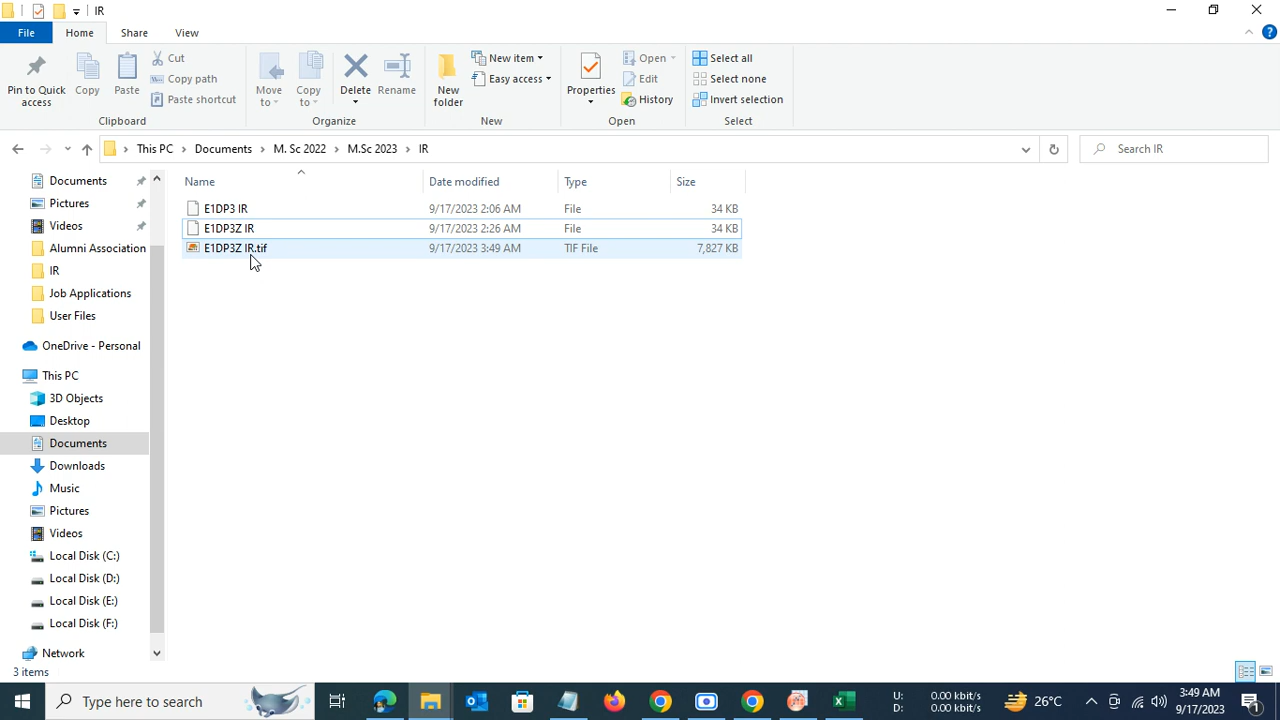 IR
File Home Share View
Pin to Quick access
Copy
Paste
Cut
Copy path
Paste shortcut
Clipboard
Move to
Copy to
Delete
Rename
Organize
New folder
New item
Easy access
New
Properties
Open
Edit
History
Open
Select all
Select none
Invert selection
Select
This PC Documents M. Sc 2022 M.Sc 2023 IR
Search IR
Name Date modified Type Size
E1DP3 IR 9/17/2023 2:06 AM File 34 KB
E1DP3Z IR 9/17/2023 2:26 AM File 34 KB
E1DP3Z IR.tif 9/17/2023 3:49 AM TIF File 7,827 KB
Documents
Pictures
Videos
Alumni Association
IR
Job Applications
User Files
OneDrive - Personal
This PC
3D Objects
Desktop
Documents
Downloads
Music
Pictures
Videos
Local Disk (C:)
Local Disk (D:)
Local Disk (E:)
Local Disk (F:)
Network
3 items
Type here to search
U: 0.00 kbit/s
D: 0.00 kbit/s
26°C
3:49 AM
9/17/2023
1